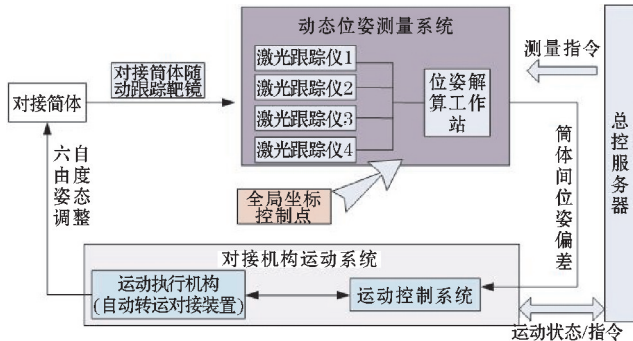 动态位姿测量系统
激光跟踪仪1
激光跟踪仪2
激光跟踪仪3
激光跟踪仪4
位姿解
算工作
站
测量指令
对接筒体随
动跟踪靶镜
对接筒体
全局坐标
控制点
六自
由度
姿态
调整
筒体间位姿偏差
总控服务器
对接机构运动系统
运动执行机构
(自动转运对接装置)
运动控制系统
运动状态/指令